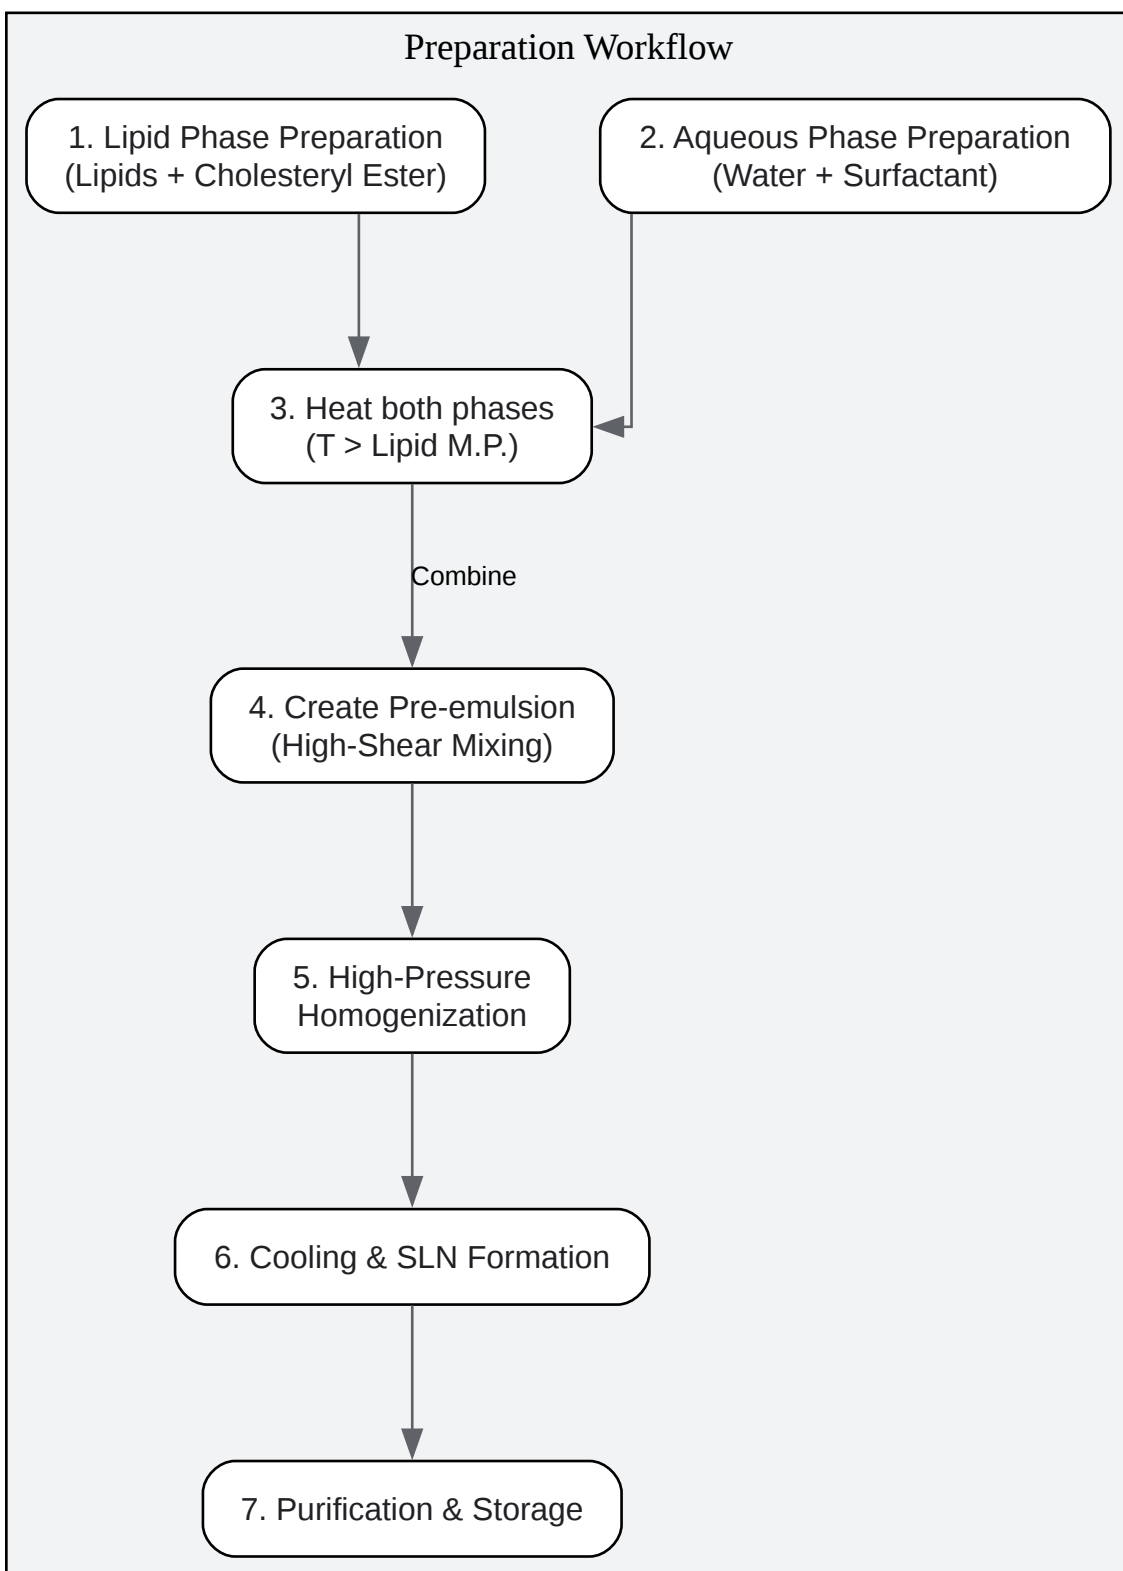 Preparation Workflow
1. Lipid Phase Preparation
(Lipids + Cholesteryl Ester)
2. Aqueous Phase Preparation
(Water + Surfactant)
3. Heat both phases
(T > Lipid M.P.)
Combine
4. Create Pre-emulsion
(High-Shear Mixing)
5. High-Pressure
Homogenization
6. Cooling & SLN Formation
7. Purification & Storage